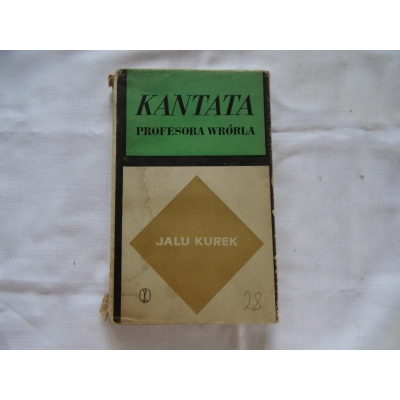 KANTATA
PROFESORA WRÓBLA
JALU KUREK
28